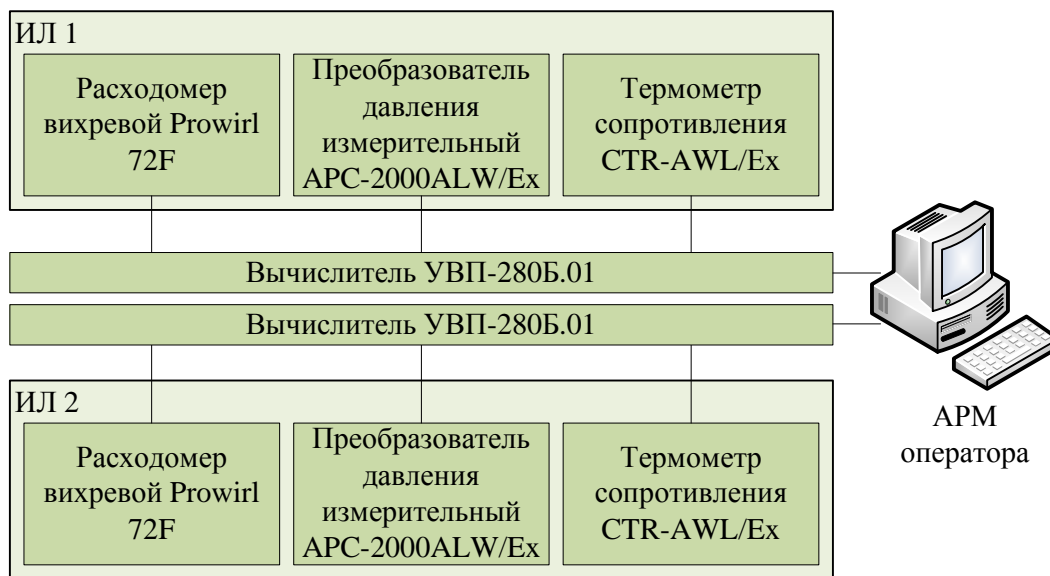 ИЛ 1
Расходомер
вихревой Prowirl
72F
Преобразователь
давления
измерительный
APC-2000ALW/Ex
Термометр
сопротивления
CTR-AWL/Ex
Вычислитель УВП-280Б.01
Вычислитель УВП-280Б.01
ИЛ 2
Расходомер
вихревой Prowirl
72F
Преобразователь
давления
измерительный
APC-2000ALW/Ex
Термометр
сопротивления
CTR-AWL/Ex
АРМ
оператора